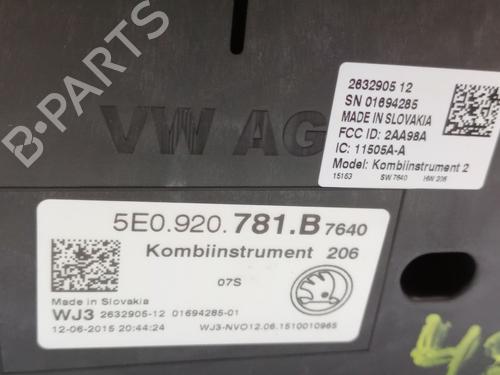 VW AG
2632905 12
SN 01694285
MADE IN SLOVAKIA
FCC ID: 2AA98A
IC: 11505A-A
Model: Kombiinstrument 2
15163 SW 7640 HW 206
5E0.920.781.B 7640
Kombiinstrument 206
07S
Made in Slovakia
WJ3 2632905-12 01694285-01
12-06-2015 20:44:24 WJ3-NVO12.06.1510010965
B-Parts